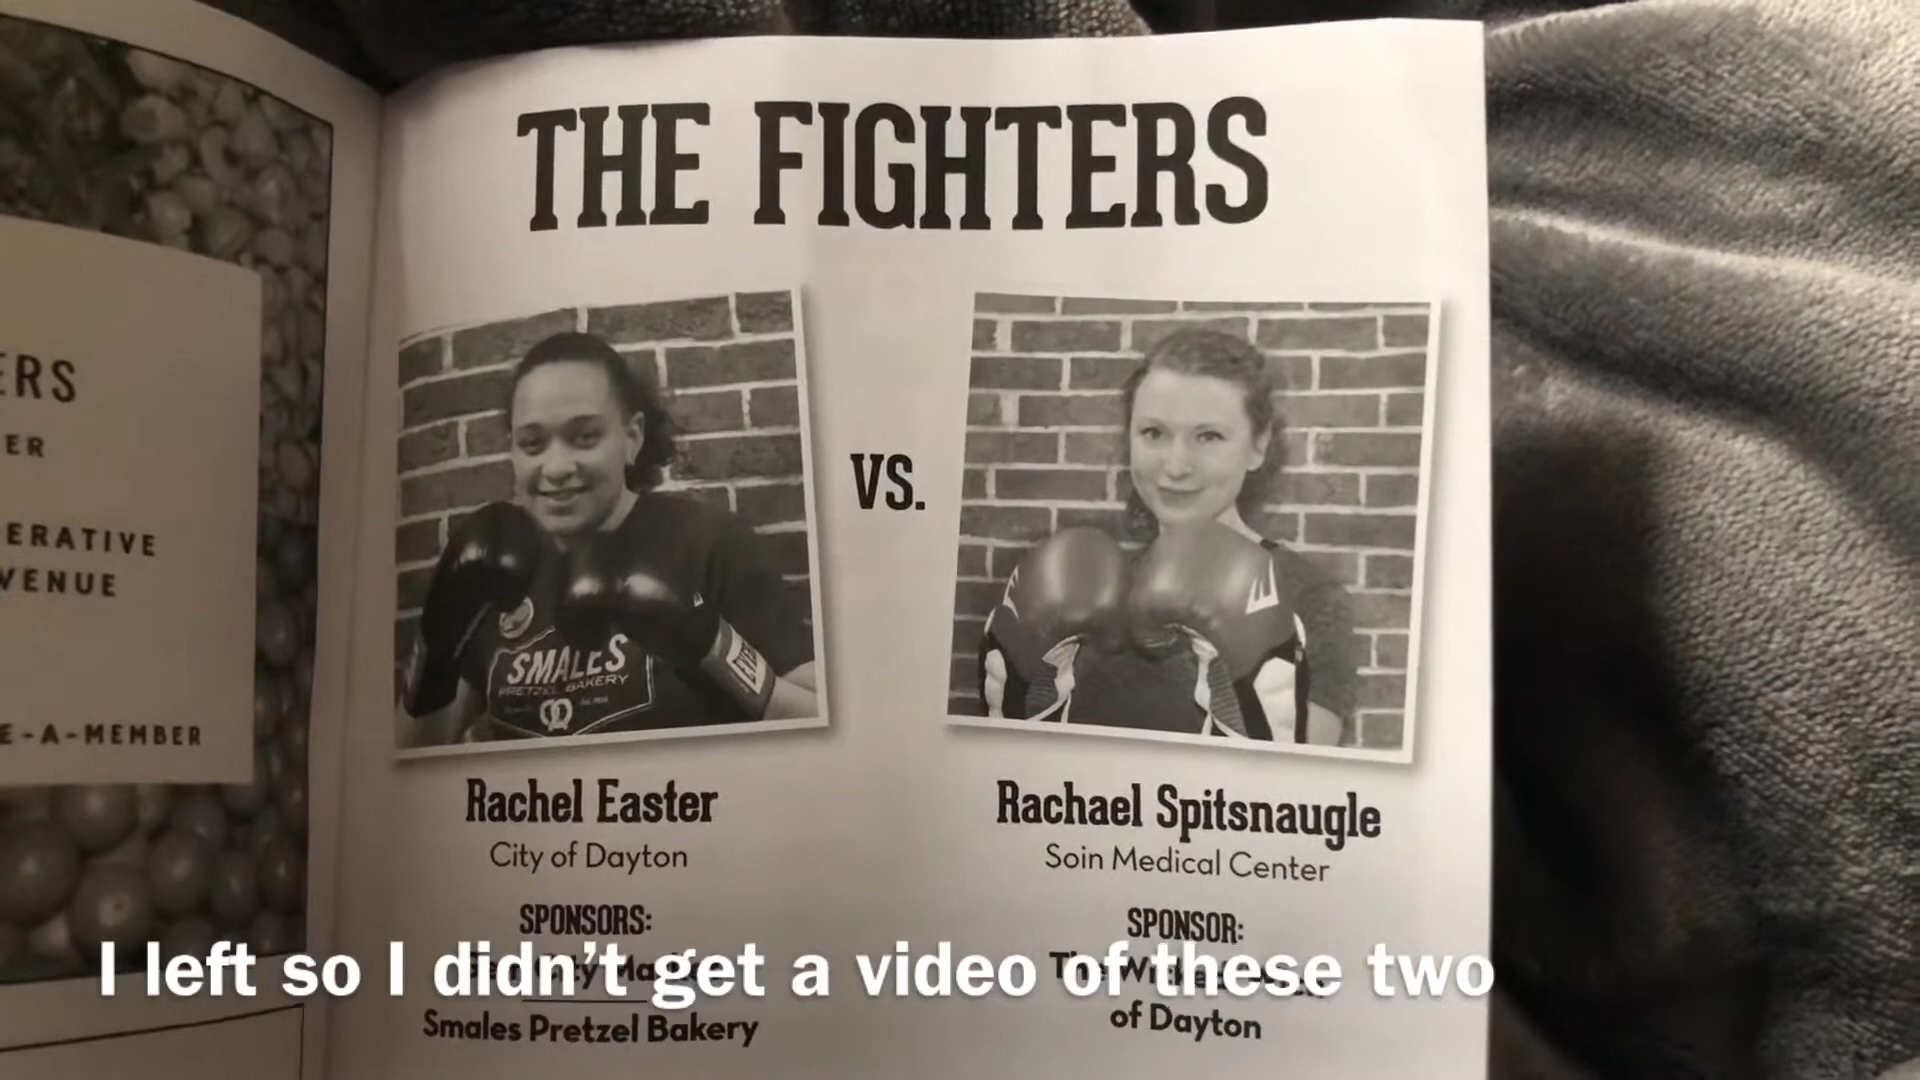 ERS
ER
ERATIVE
VENUE
E-A-MEMBER
THE FIGHTERS
SMALES
PRETZEL BAKERY
VS.
Rachel Easter
City of Dayton
SPONSORS:
Smales Pretzel Bakery
Rachael Spitsnaugle
Soin Medical Center
SPONSOR:
of Dayton
I left so I didn't get a video of these two